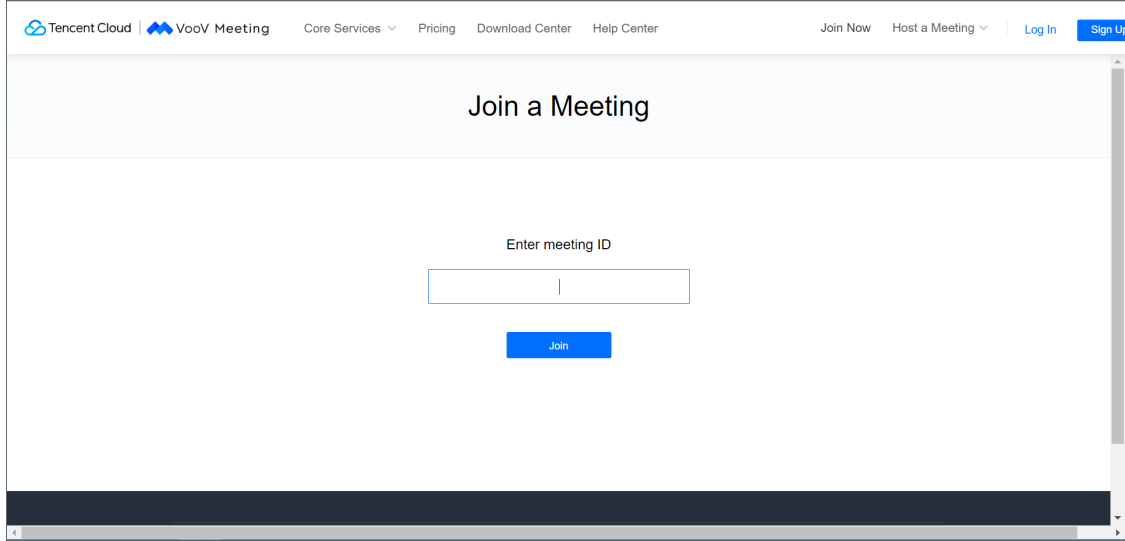 Tencent Cloud | VooV Meeting Core Services Pricing Download Center Help Center Join Now Host a Meeting Log In Sign Up
Join a Meeting
Enter meeting ID
Join